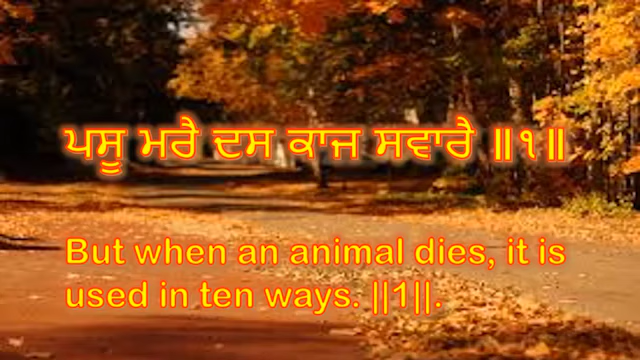 ਪਸੂ ਮਰੈ ਦਸ ਕਾਜ ਸਵਾਰੈ ॥੧॥
But when an animal dies, it is
used in ten ways. ||1||.